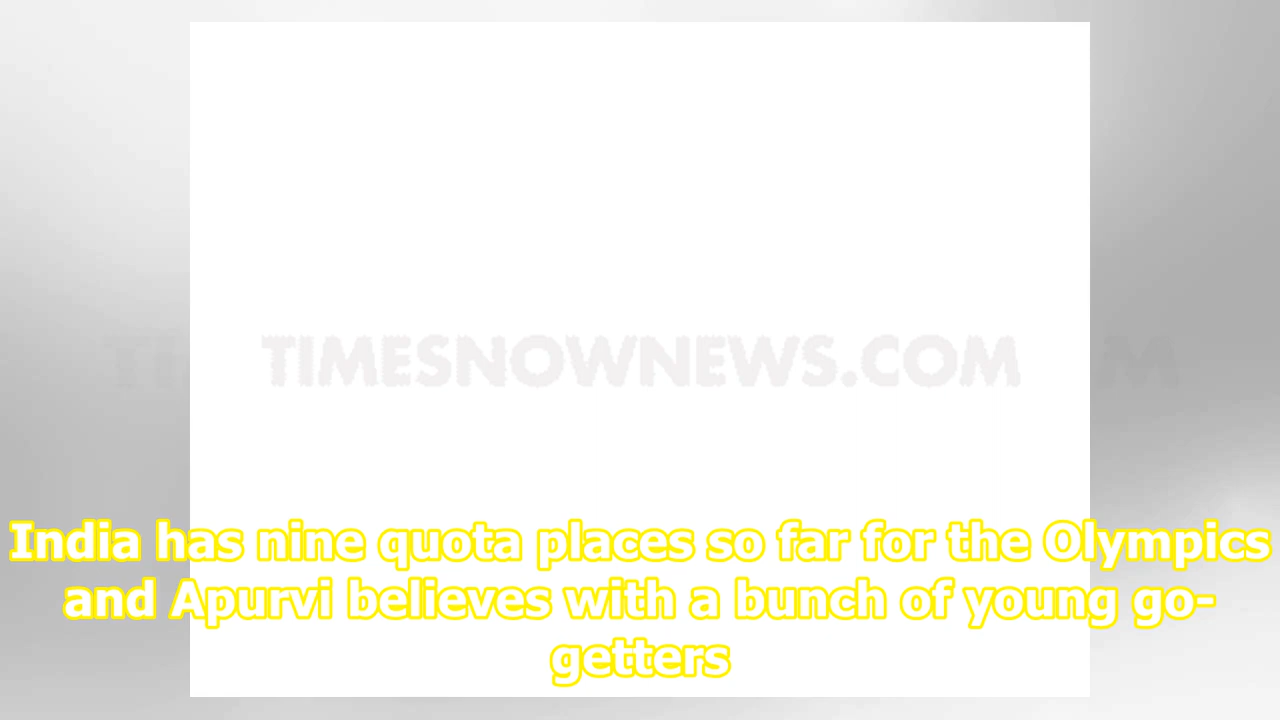 TIMESNOWNEWS.COM
India has nine quota places so far for the Olympics
and Apurvi believes with a bunch of young go-
getters